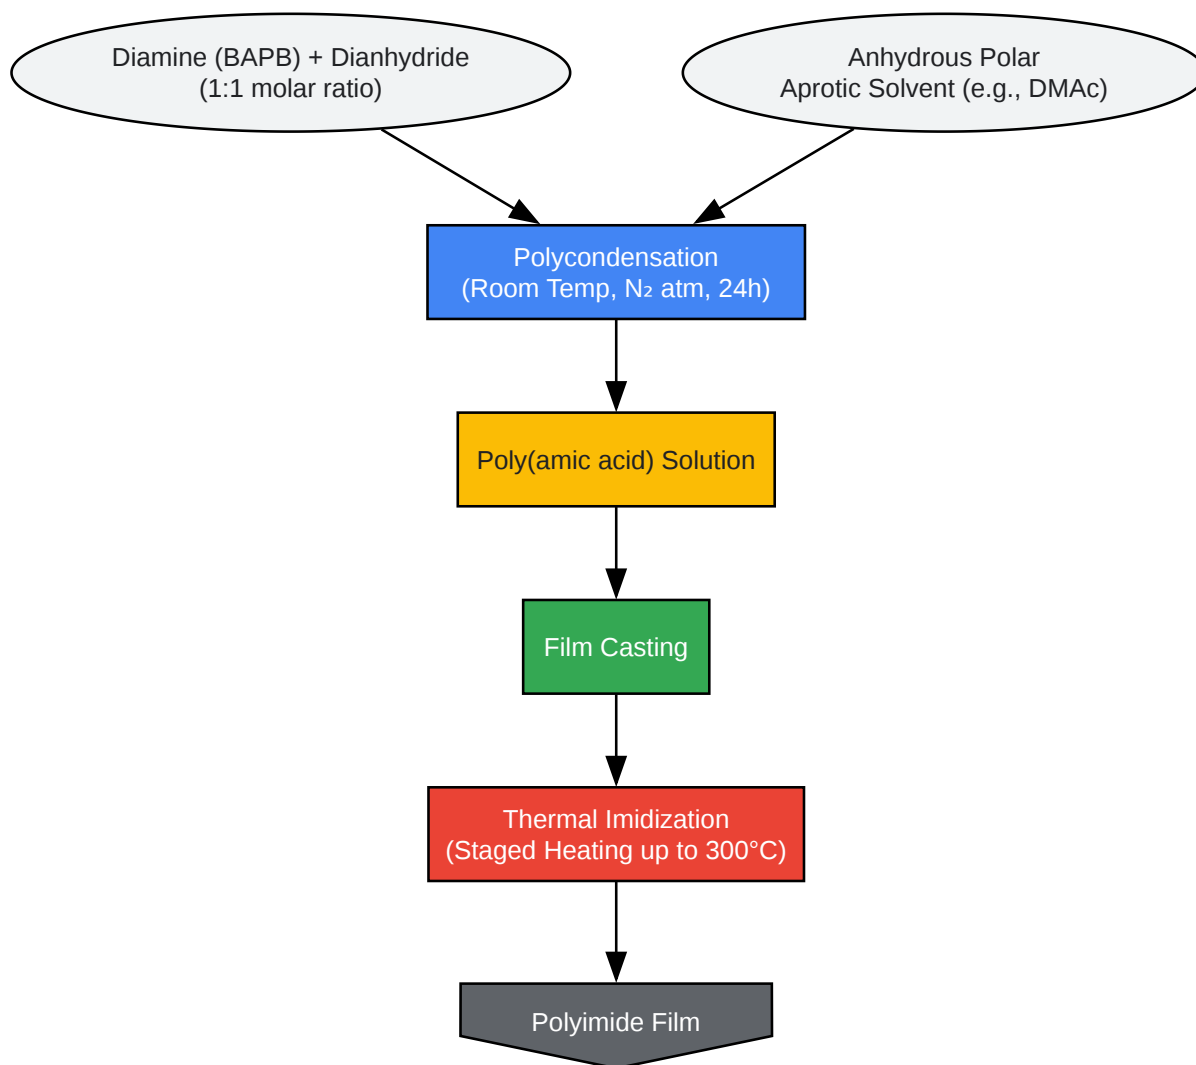 Diamine (BAPB) + Dianhydride
(1:1 molar ratio)
Anhydrous Polar
Aprotic Solvent (e.g., DMAc)
Polycondensation
(Room Temp, N₂ atm, 24h)
Poly(amic acid) Solution
Film Casting
Thermal Imidization
(Staged Heating up to 300°C)
Polyimide Film